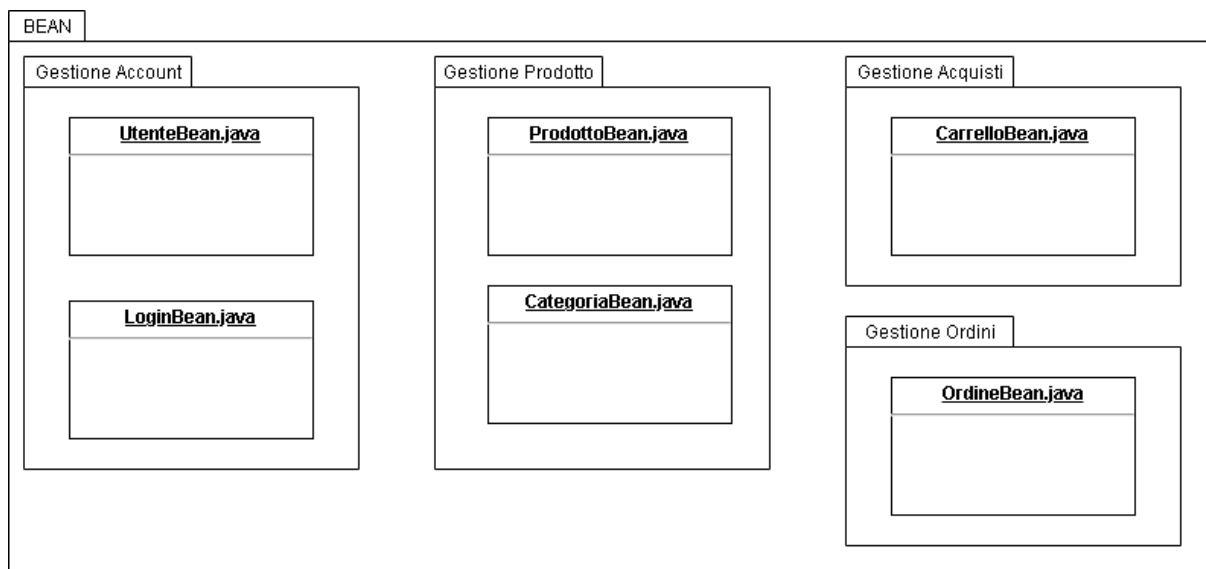 BEAN
Gestione Account
UtenteBean.java
LoginBean.java
Gestione Prodotto
ProdottoBean.java
CategoriaBean.java
Gestione Acquisti
CarrelloBean.java
Gestione Ordini
OrdineBean.java